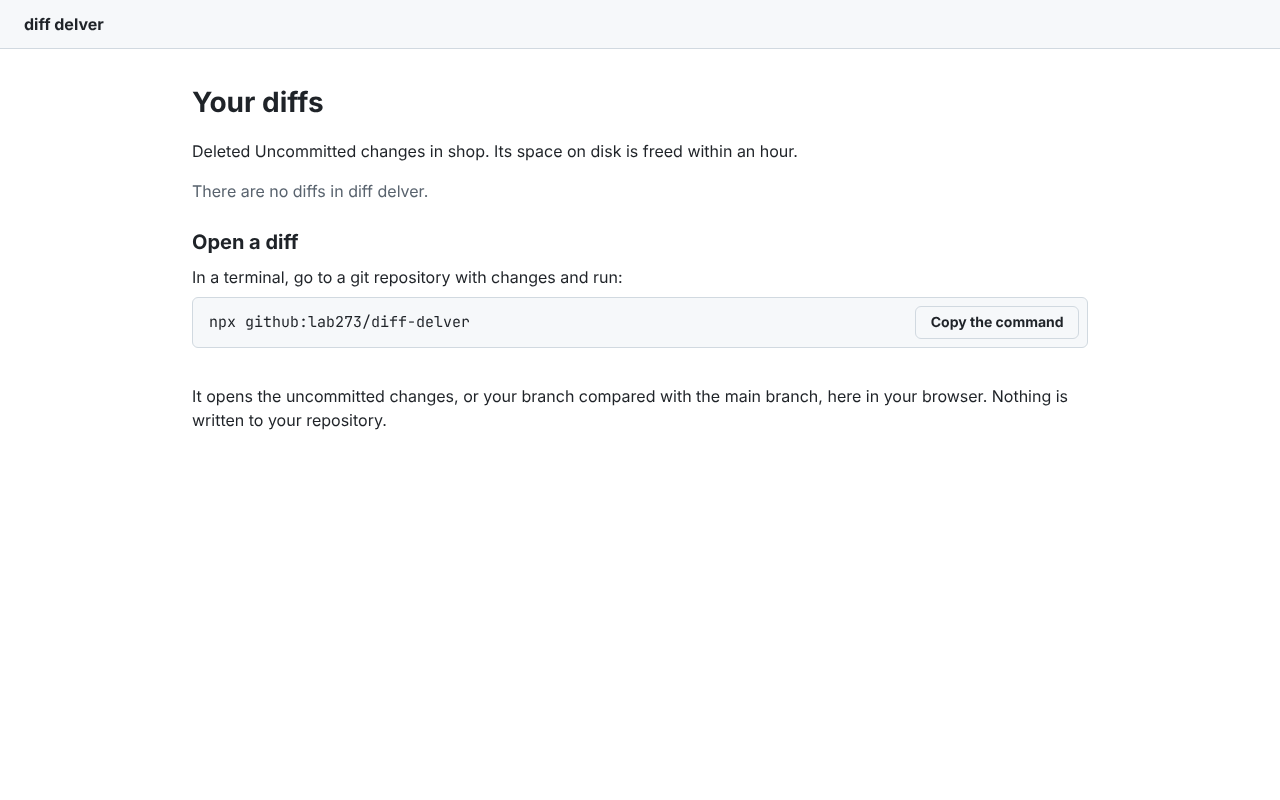 diff delver
Your diffs
Deleted Uncommitted changes in shop. Its space on disk is freed within an hour.
There are no diffs in diff delver.
Open a diff
In a terminal, go to a git repository with changes and run:
npx github:lab273/diff-delver
Copy the command
It opens the uncommitted changes, or your branch compared with the main branch, here in your browser. Nothing is
written to your repository.